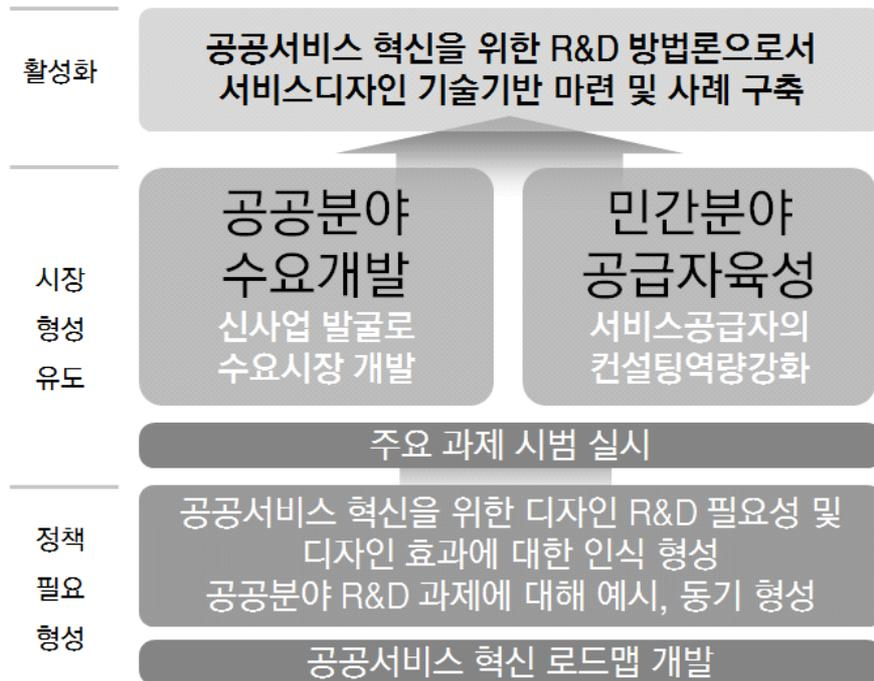 활성화
공공서비스 혁신을 위한 R&D 방법론으로서
서비스디자인 기술기반 마련 및 사례 구축
시장
형성
유도
공공분야
수요개발
신사업 발굴로
수요시장 개발
민간분야
공급자육성
서비스공급자의
컨설팅역량강화
주요 과제 시범 실시
정책
필요
형성
공공서비스 혁신을 위한 디자인 R&D 필요성 및
디자인 효과에 대한 인식 형성
공공분야 R&D 과제에 대해 예시, 동기 형성
공공서비스 혁신 로드맵 개발